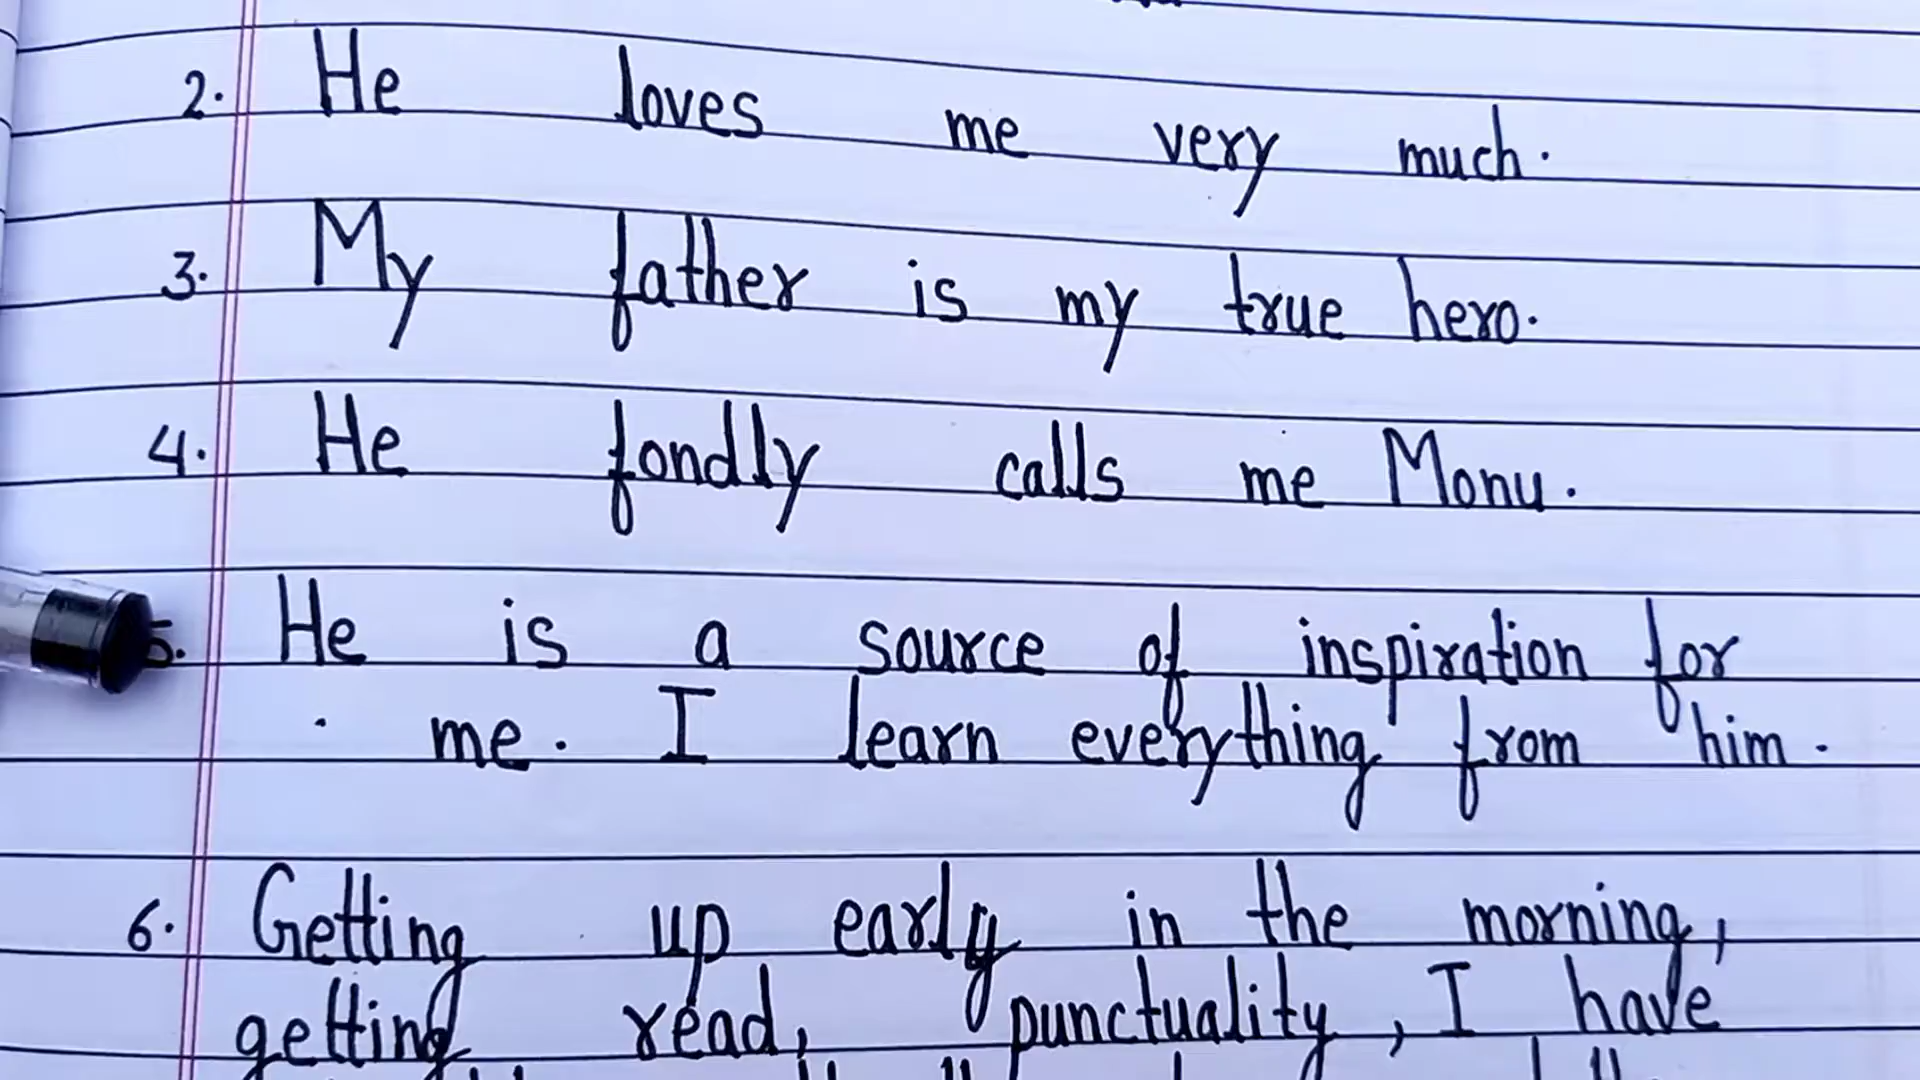 2. He loves me very much.
3. My father is my true hero.
4. He fondly calls me Monu.
5. He is a source of inspiration for
me. I learn everything from him.
6. Getting up early in the morning,
getting read, punctuality, I have